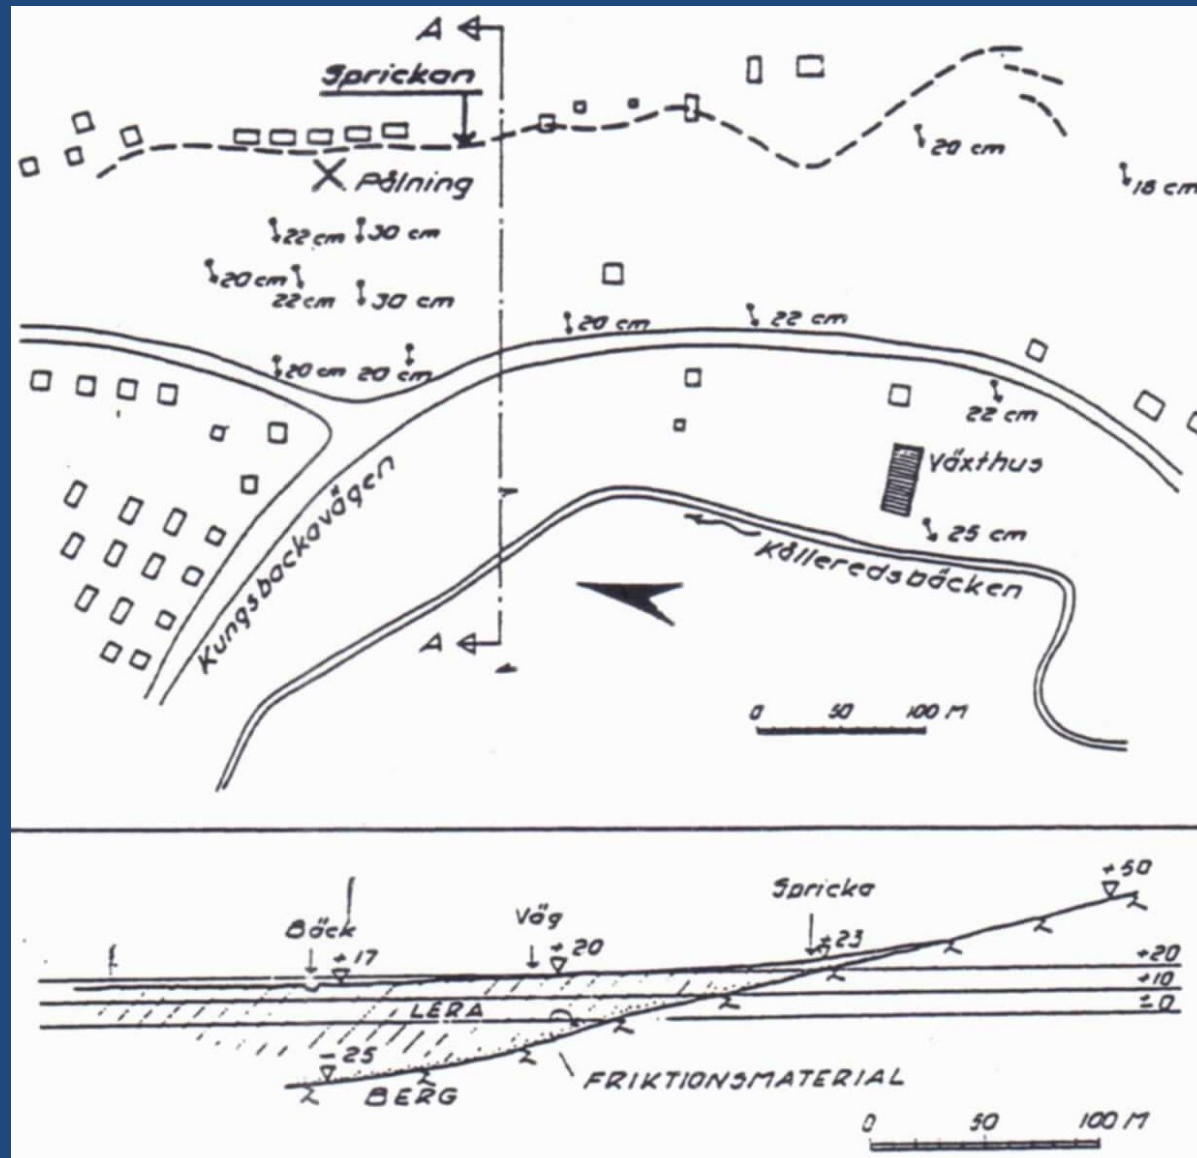 A
Sprickan
20 cm
Pålning
18 cm
22 cm
30 cm
20 cm
22 cm
30 cm
20 cm
22 cm
20 cm
20 cm
22 cm
Växthus
Kungsbackavägen
25 cm
Kålleredsbäcken
A
0 50 100 M
+50
Spricka
Väg
Bäck
+23
+20
+17
+20
+10
±0
LERA
-25
FRIKTIONSMATERIAL
BERG
0 50 100 M